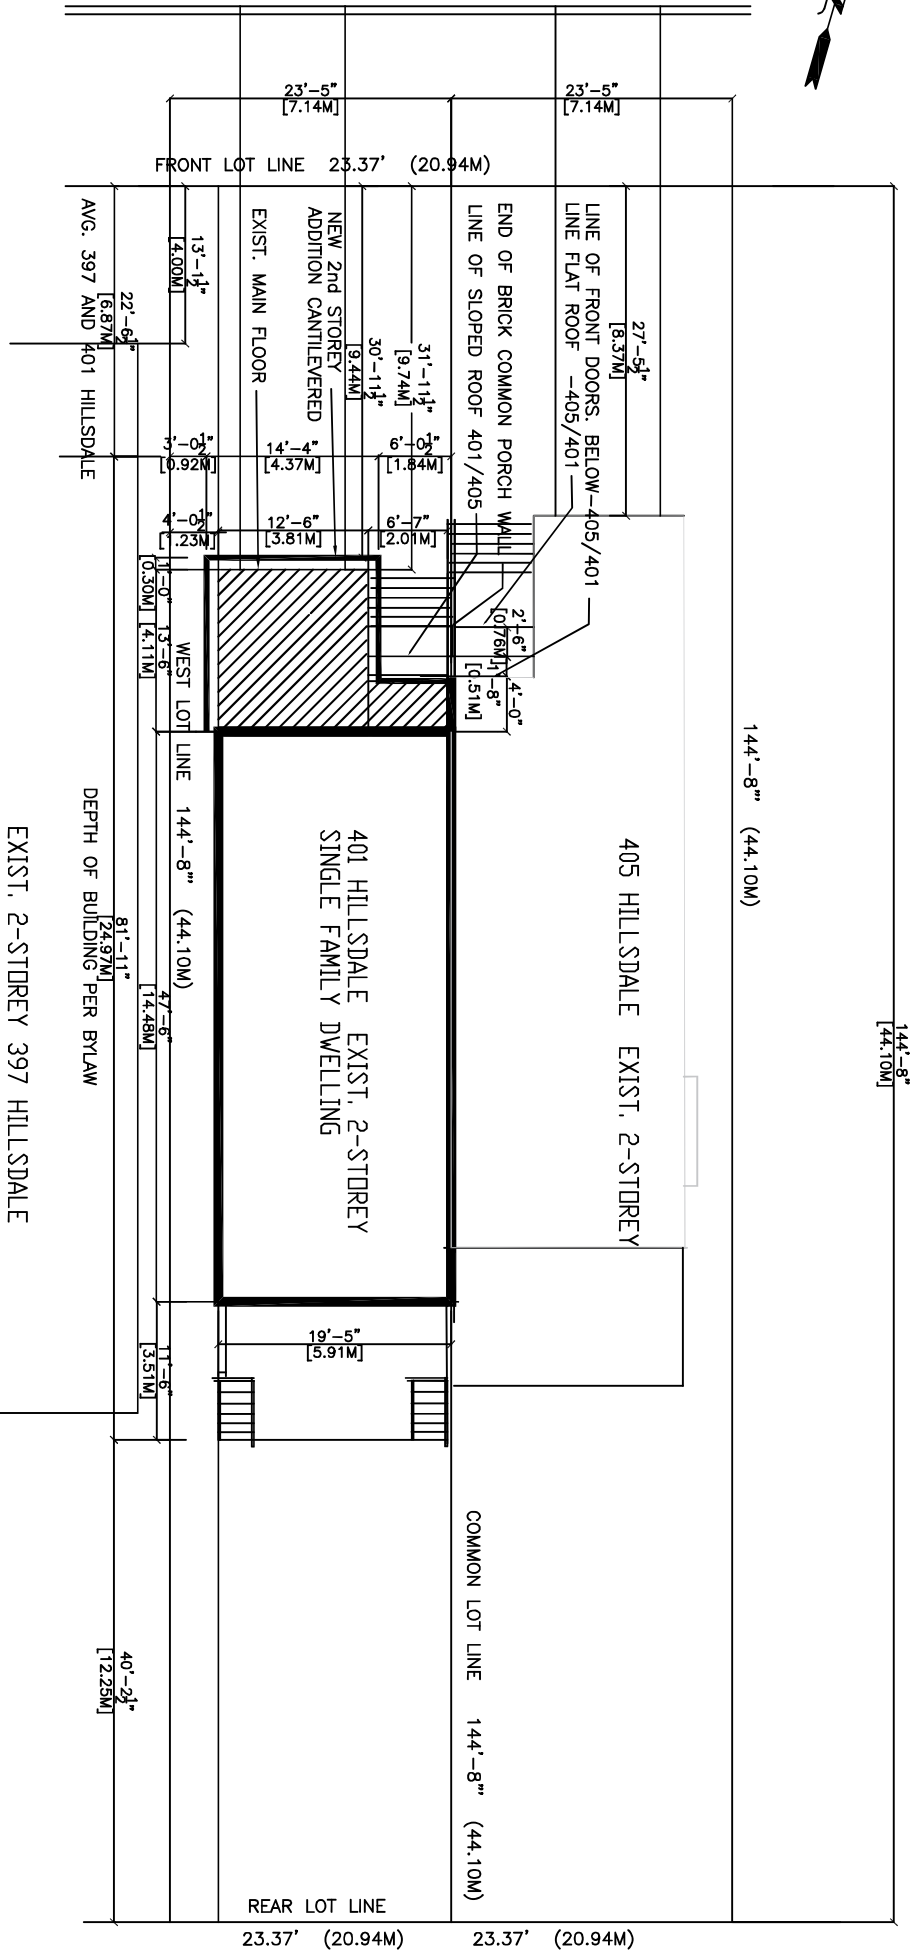 23'-5"
[7.14M]
23'-5"
[7.14M]
FRONT LOT LINE 23.37' (20.94M)
AVG. 397 AND 401 HILLSDALE
22'-6½"
[6.87M]
13'-1½"
[4.00M]
EXIST. MAIN FLOOR
NEW 2nd STOREY
ADDITION CANTILEVERED
30'-11½"
[9.44M]
31'-11½"
[9.74M]
END OF BRICK COMMON PORCH WALL
LINE OF SLOPED ROOF 401/405
LINE OF FRONT DOORS. BELOW-405/401
LINE FLAT ROOF -405/401
27'-5½"
[8.37M]
3'-0½"
[0.92M]
14'-4"
[4.37M]
6'-0½"
[1.84M]
4'-0½"
[1.23M]
12'-6"
[3.81M]
6'-7"
[2.01M]
1'-0"
[0.30M]
13'-6"
[4.11M]
2'-6"
[0.76M]
1'-8"
[0.51M]
4'-0"
WEST LOT LINE 144'-8"' (44.10M)
144'-8"' (44.10M)
144'-8"
[44.10M]
DEPTH OF BUILDING PER BYLAW
81'-11"
[24.97M]
47'-6"
[14.48M]
EXIST. 2-STOREY 397 HILLSDALE
401 HILLSDALE EXIST. 2-STOREY
SINGLE FAMILY DWELLING
405 HILLSDALE EXIST. 2-STOREY
19'-5"
[5.91M]
11'-6"
[3.51M]
40'-2½"
[12.25M]
COMMON LOT LINE 144'-8"' (44.10M)
REAR LOT LINE
23.37' (20.94M)
23.37' (20.94M)